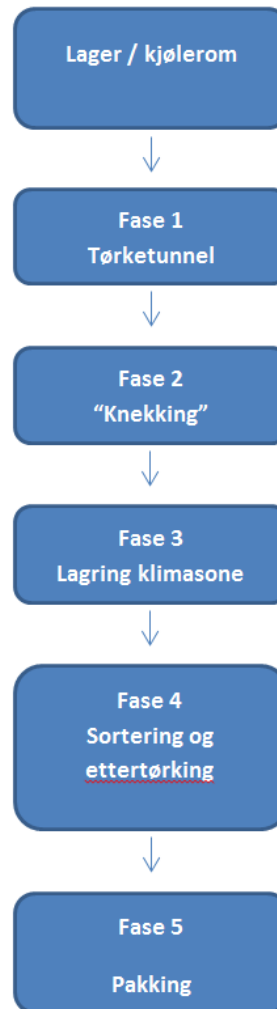 Lager / kjølerom
Fase 1
Tørketunnel
Fase 2
“Knekking”
Fase 3
Lagring klimasone
Fase 4
Sortering og
ettertørking
Fase 5
Pakking